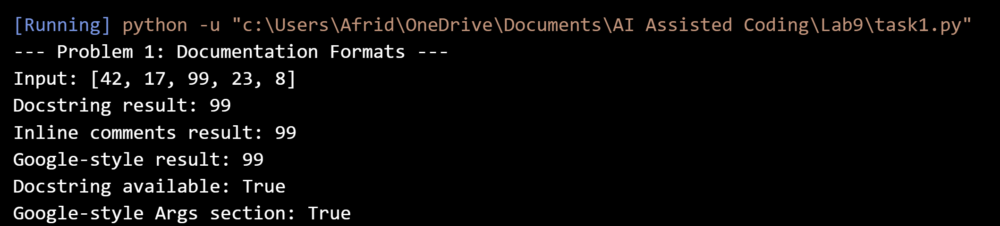 [Running] python -u "c:\Users\Afrid\OneDrive\Documents\AI Assisted Coding\Lab9\task1.py"
--- Problem 1: Documentation Formats ---
Input: [42, 17, 99, 23, 8]
Docstring result: 99
Inline comments result: 99
Google-style result: 99
Docstring available: True
Google-style Args section: True